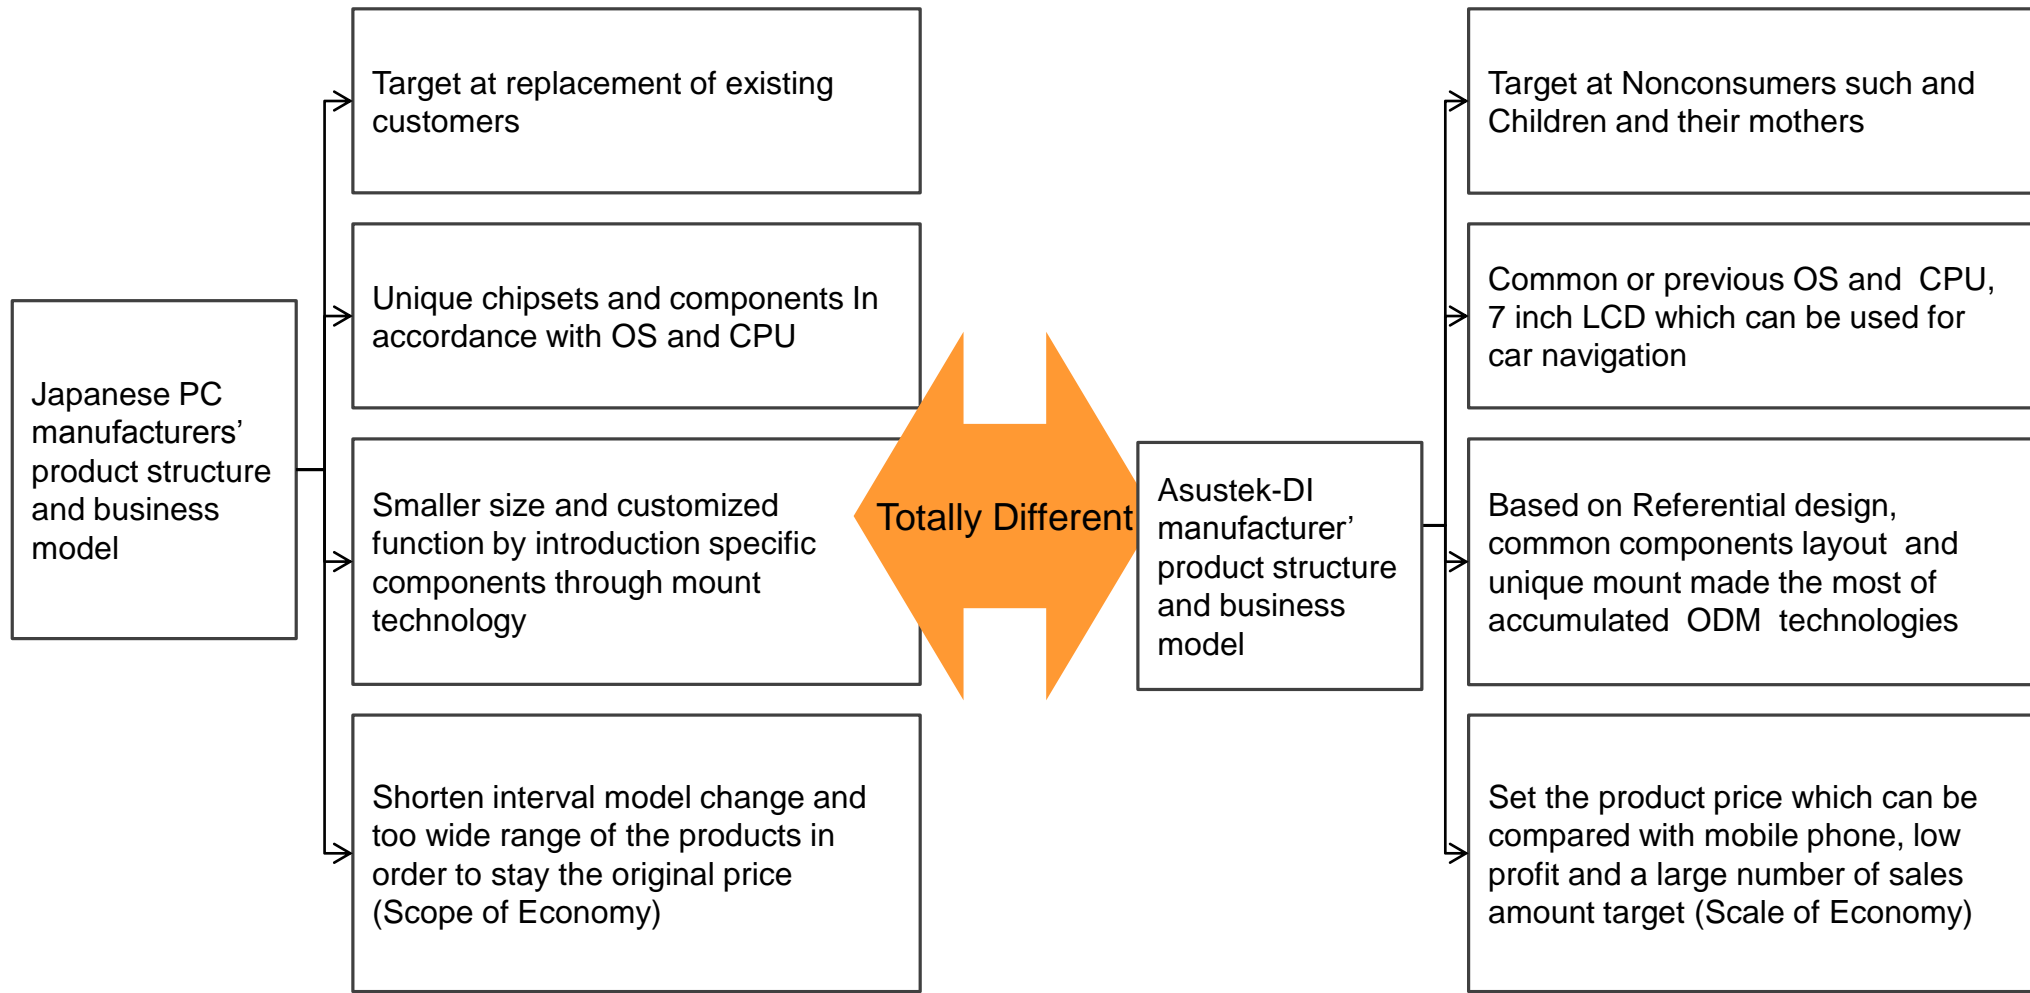 Japanese PC
manufacturers’
product structure
and business
model
Target at replacement of existing
customers
Unique chipsets and components In
accordance with OS and CPU
Smaller size and customized
function by introduction specific
components through mount
technology
Shorten interval model change and
too wide range of the products in
order to stay the original price
(Scope of Economy)
Totally Different
Asustek-DI
manufacturer’
product structure
and business
model
Target at Nonconsumers such and
Children and their mothers
Common or previous OS and  CPU,
7 inch LCD which can be used for
car navigation
Based on Referential design,
common components layout  and
unique mount made the most of
accumulated  ODM  technologies
Set the product price which can be
compared with mobile phone, low
profit and a large number of sales
amount target (Scale of Economy)